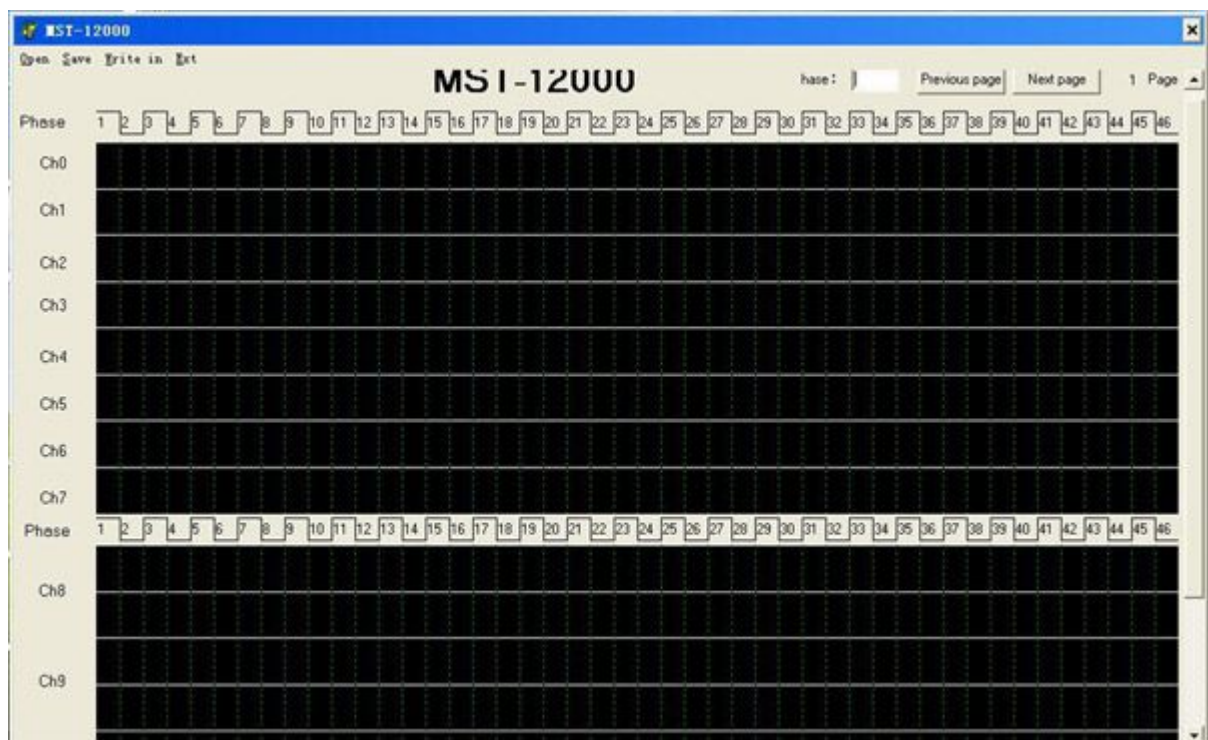 MST-12000
Open Save Write in Ext
MST-12000
hase: Previous page Next page 1 Page
Phase 1 2 3 4 5 6 7 8 9 10 11 12 13 14 15 16 17 18 19 20 21 22 23 24 25 26 27 28 29 30 31 32 33 34 35 36 37 38 39 40 41 42 43 44 45 46
Ch0
Ch1
Ch2
Ch3
Ch4
Ch5
Ch6
Ch7
Phase 1 2 3 4 5 6 7 8 9 10 11 12 13 14 15 16 17 18 19 20 21 22 23 24 25 26 27 28 29 30 31 32 33 34 35 36 37 38 39 40 41 42 43 44 45 46
Ch8
Ch9